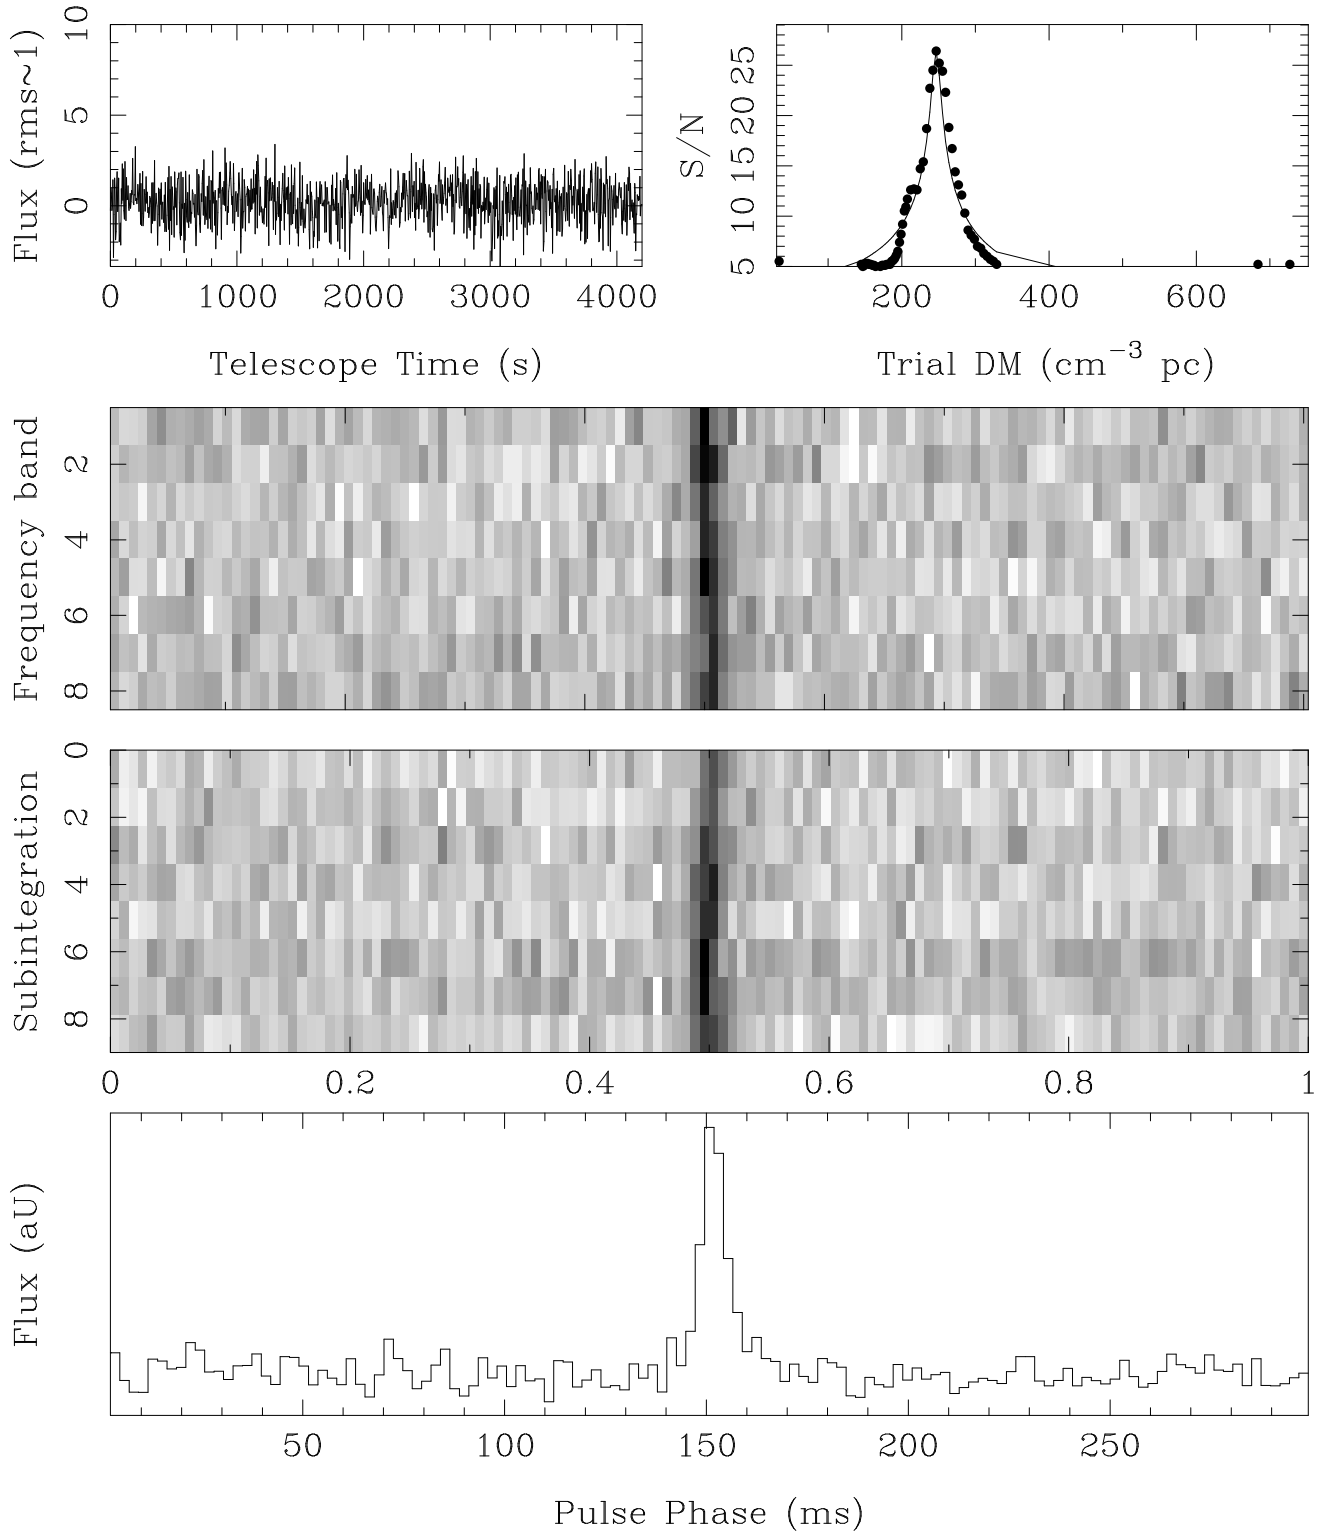 Flux (rms~1)
10
5
0
0 1000 2000 3000 4000
Telescope Time (s)
S/N
25
20
15
10
5
200 400 600
Trial DM (cm⁻³ pc)
Frequency band
2
4
6
8
Subintegration
0
2
4
6
8
0 0.2 0.4 0.6 0.8 1
Flux (aU)
50 100 150 200 250
Pulse Phase (ms)